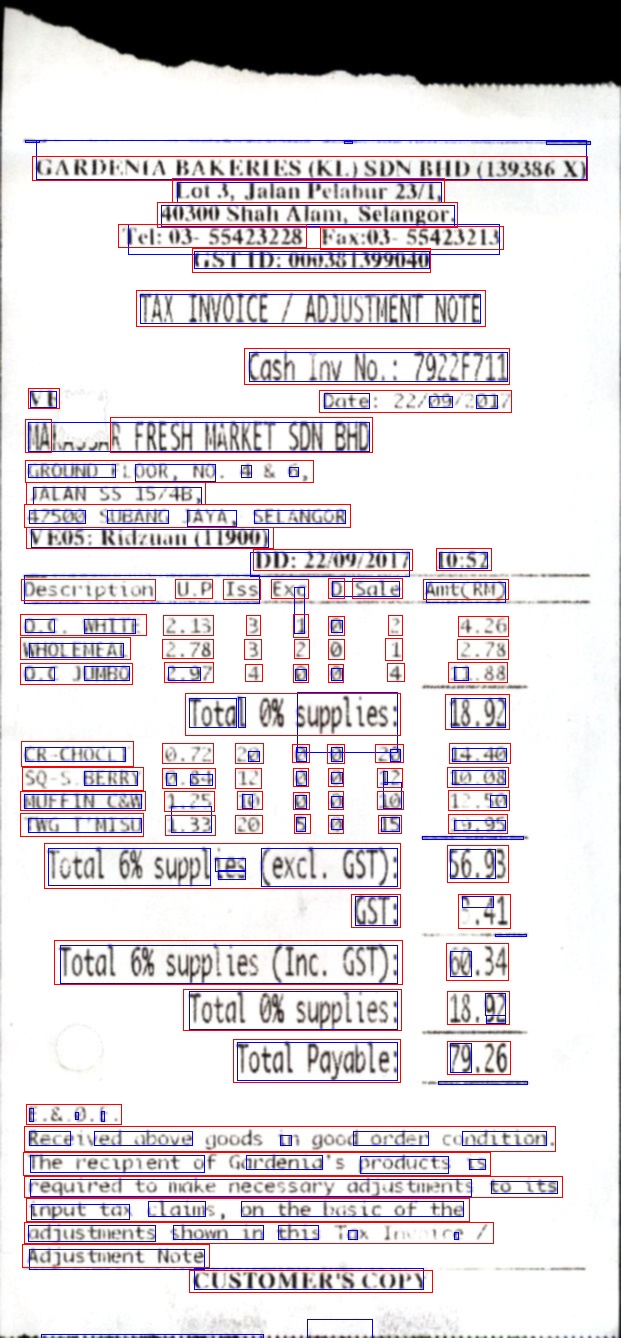 GARDENIA BAKERIES (KL) SDN BHD (139386 X)
Lot 3, Jalan Pelabur 23/1,
40300 Shah Alam, Selangor.
Tel: 03- 55423228 Fax:03- 55423213
GST ID: 000381399040
TAX INVOICE / ADJUSTMENT NOTE
Cash Inv No.: 7922F711
VE
Date: 22/09/2017
MAKASSAR FRESH MARKET SDN BHD
GROUND FLOOR, NO. 4 & 6,
JALAN SS 15/4B,
47500 SUBANG JAYA, SELANGOR
VE05: Ridzuan (11900)
DD: 22/09/2017 10:52
Description U.P Iss Exc D Sale Amt(RM)
O.C. WHITE 2.13 3 1 0 2 4.26
WHOLEMEAL 2.78 3 2 0 1 2.78
O.C JUMBO 2.97 4 0 0 4 11.88
Total 0% supplies: 18.92
CR-CHOCLT 0.72 20 0 0 20 14.40
SQ-S.BERRY 0.84 12 0 0 12 10.08
MUFFIN C&W 1.25 10 0 0 10 12.50
TWG T'MISU 1.33 20 5 0 15 19.95
Total 6% supplies (excl. GST): 56.93
GST: 3.41
Total 6% supplies (Inc. GST): 60.34
Total 0% supplies: 18.92
Total Payable: 79.26
E.&.O.E.
Received above goods in good order condition.
The recipient of Gardenia's products is
required to make necessary adjustments to its
input tax claims, on the basic of the
adjustments shown in this Tax Invoice /
Adjustment Note
CUSTOMER'S COPY